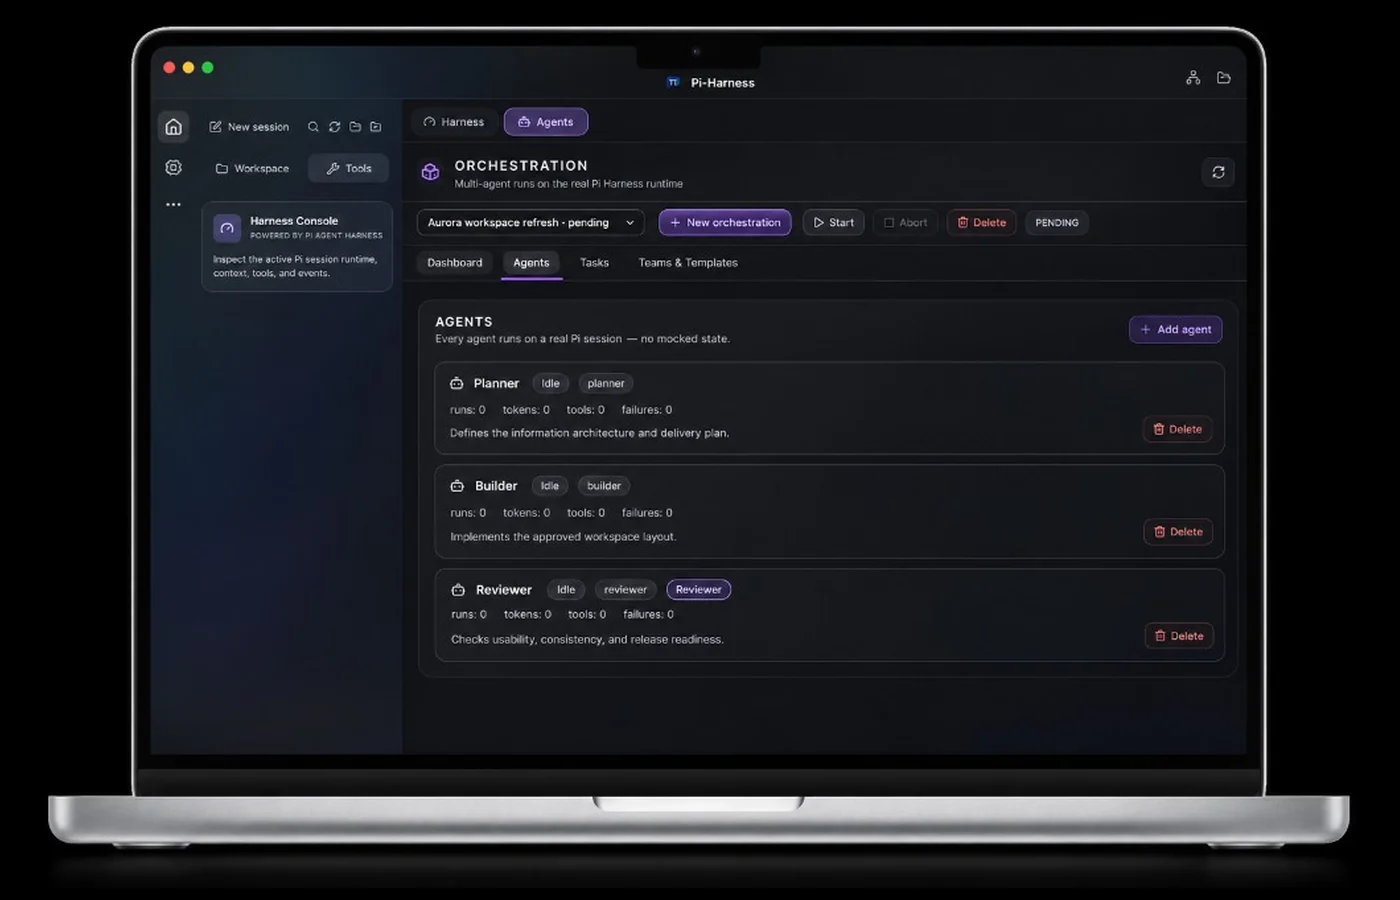 Pi-Harness
New session
Workspace
Tools
Harness Console
POWERED BY PI AGENT HARNESS
Inspect the active Pi session runtime,
context, tools, and events.
Harness
Agents
ORCHESTRATION
Multi-agent runs on the real Pi Harness runtime
Aurora workspace refresh - pending
+ New orchestration
Start
Abort
Delete
PENDING
Dashboard
Agents
Tasks
Teams & Templates
AGENTS
Every agent runs on a real Pi session — no mocked state.
+ Add agent
Planner Idle planner
runs: 0 tokens: 0 tools: 0 failures: 0
Defines the information architecture and delivery plan.
Delete
Builder Idle builder
runs: 0 tokens: 0 tools: 0 failures: 0
Implements the approved workspace layout.
Delete
Reviewer Idle reviewer Reviewer
runs: 0 tokens: 0 tools: 0 failures: 0
Checks usability, consistency, and release readiness.
Delete